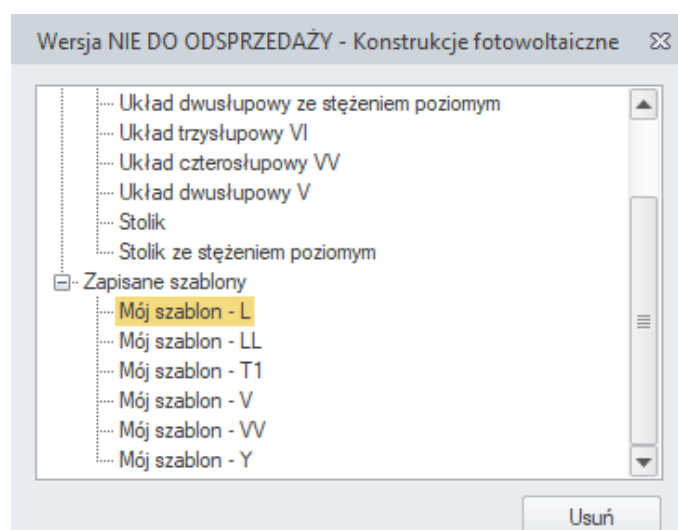 Wersja NIE DO ODSPRZEDAŻY - Konstrukcje fotowoltaiczne
Układ dwusłupowy ze stężeniem poziomym
Układ trzysłupowy VI
Układ czterosłupowy VV
Układ dwusłupowy V
Stolik
Stolik ze stężeniem poziomym
Zapisane szablony
Mój szablon - L
Mój szablon - LL
Mój szablon - T1
Mój szablon - V
Mój szablon - VV
Mój szablon - Y
Usuń